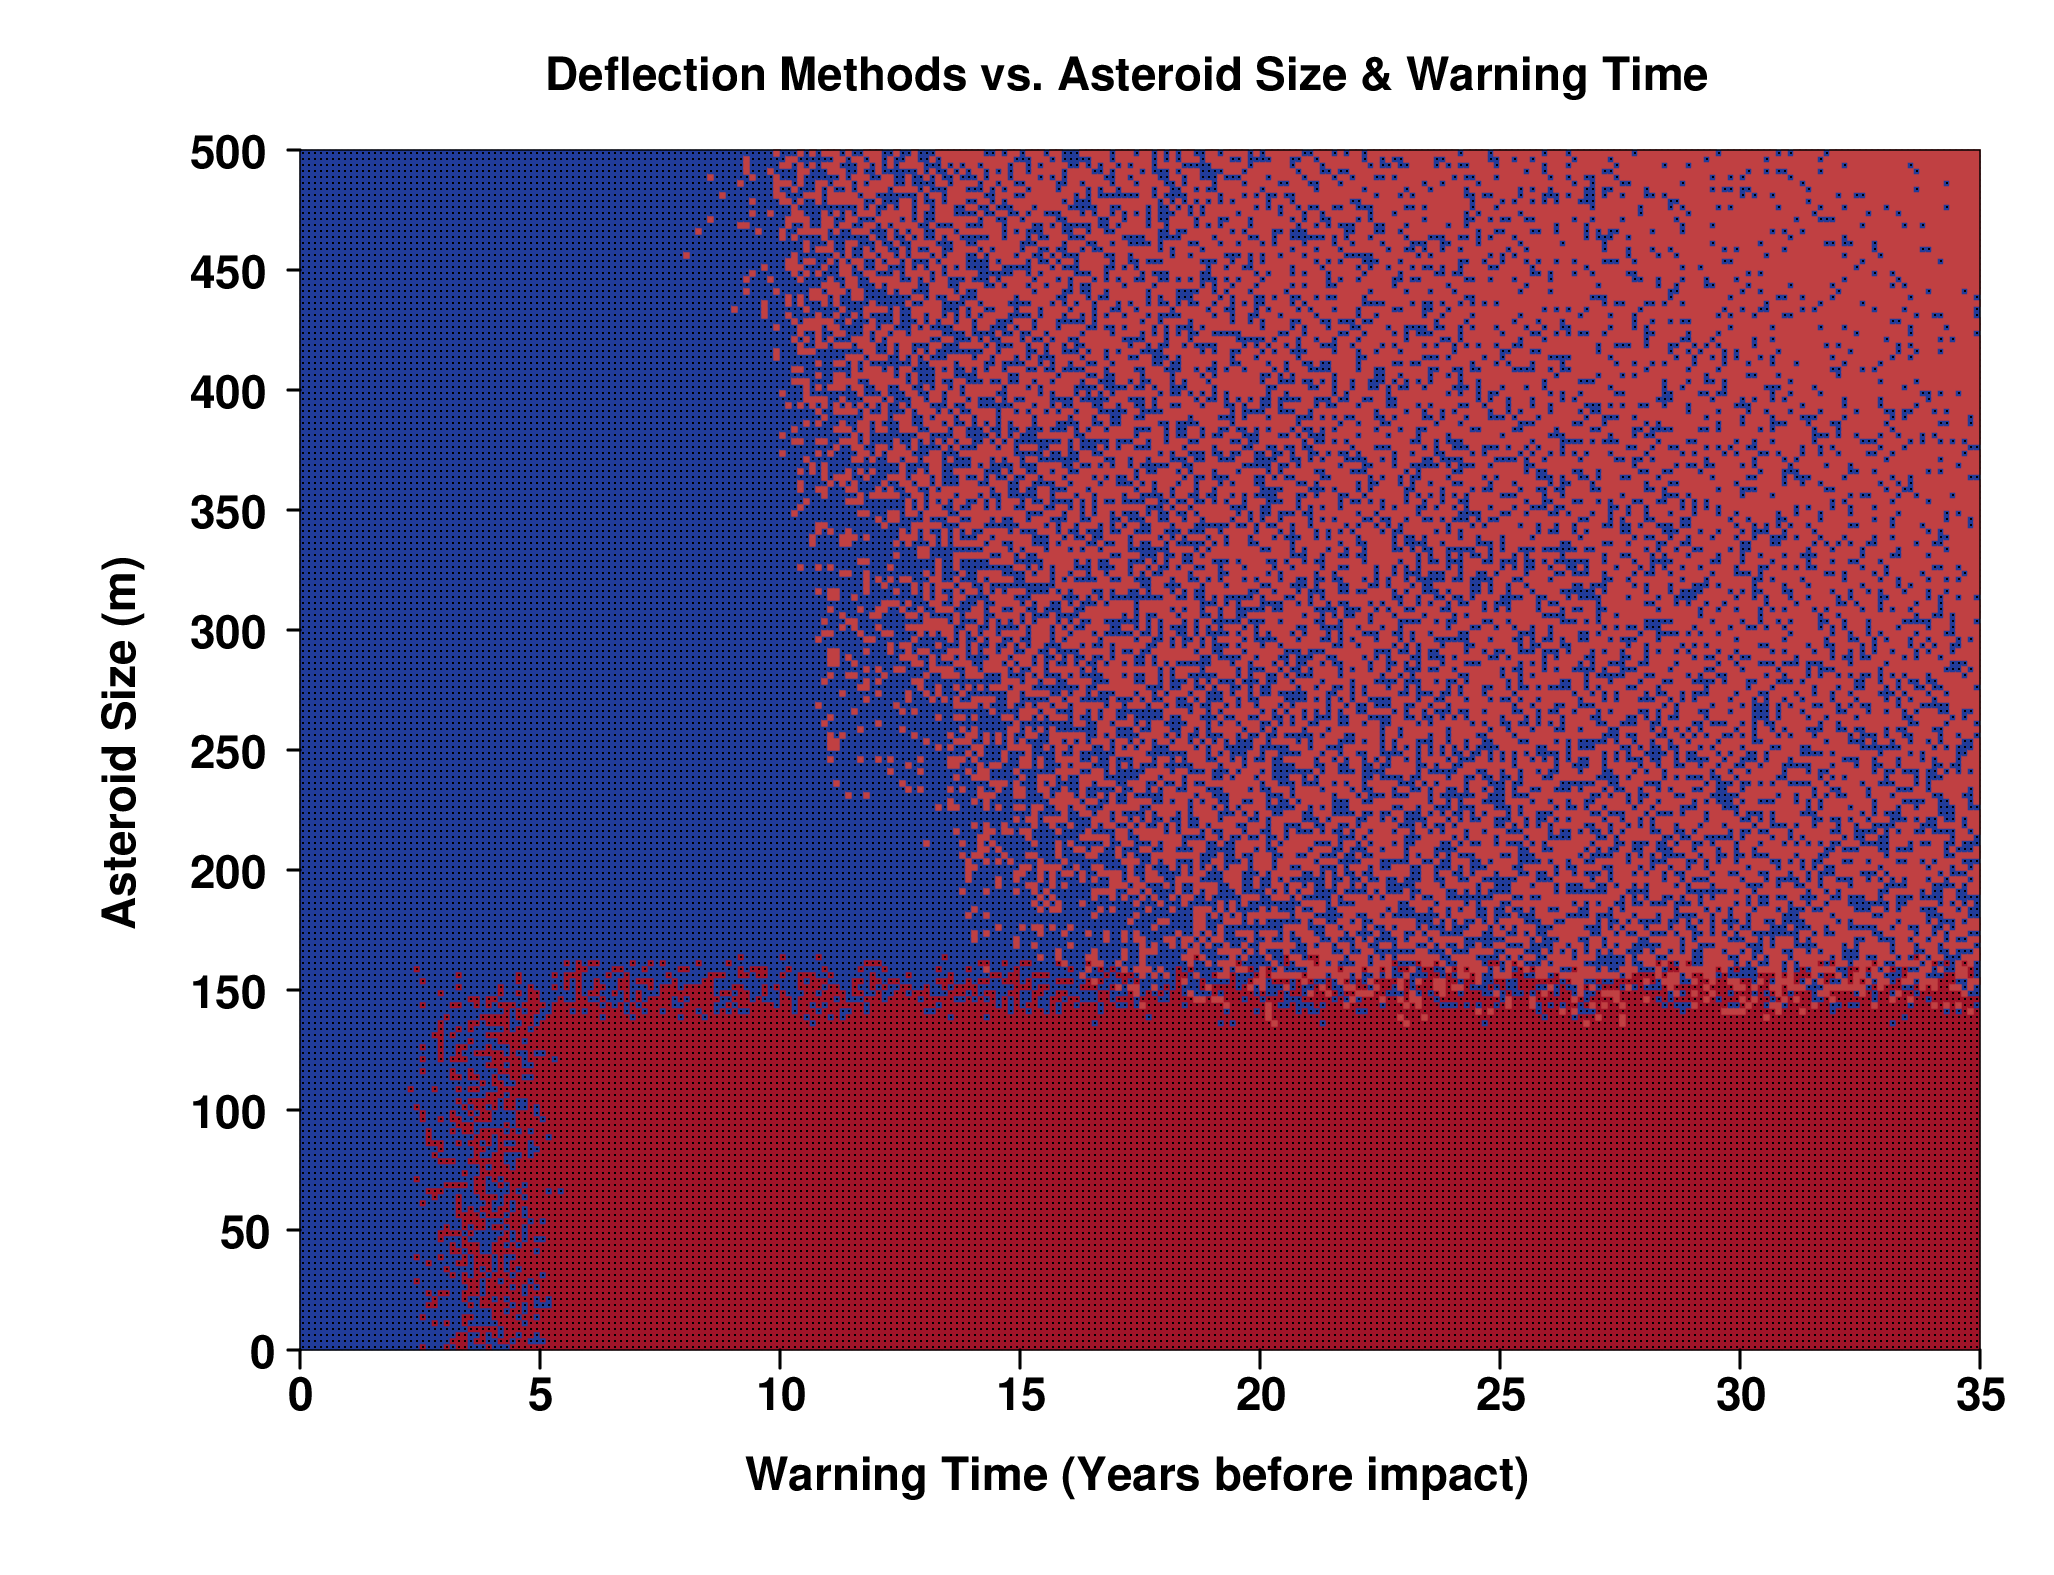 Deflection Methods vs. Asteroid Size & Warning Time
500
450
400
350
300
250
200
150
100
50
0
Asteroid Size (m)
0 5 10 15 20 25 30 35
Warning Time (Years before impact)